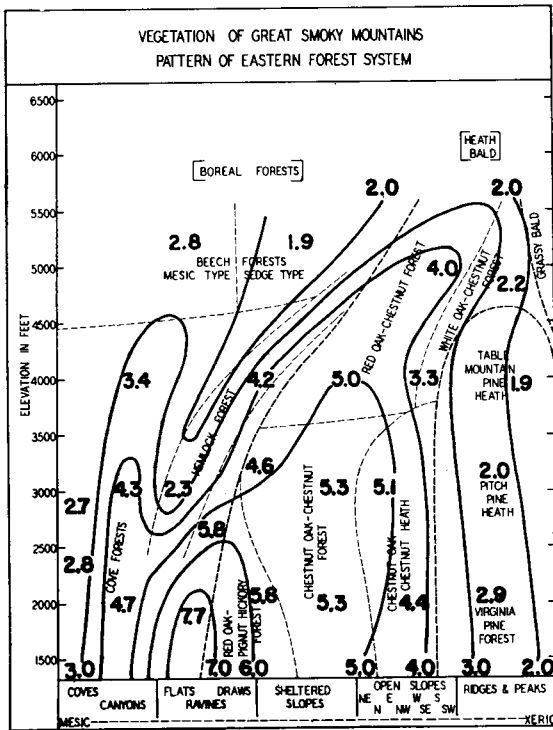 VEGETATION OF GREAT SMOKY MOUNTAINS
PATTERN OF EASTERN FOREST SYSTEM
6500
HEATH
BALD
6000
BOREAL FORESTS
2.0
2.0
5500
GRASSY BALD
2.8
1.9
BEECH FORESTS
MESIC TYPE
SEDGE TYPE
5000
4.0
2.2
RED OAK-CHESTNUT FOREST
WHITE OAK-CHESTNUT
FOREST
4500
ELEVATION IN FEET
TABLE
MOUNTAIN
PINE
HEATH
4000
3.4
4.2
5.0
3.3
1.9
HEMLOCK FOREST
3500
4.6
4.3
2.3
5.3
5.1
2.0
PITCH
PINE
HEATH
3000
2.7
5.8
COVE FORESTS
CHESTNUT OAK-CHESTNUT
FOREST
CHESTNUT OAK-
CHESTNUT HEATH
2500
2.8
2000
4.7
7.7
5.8
5.3
4.4
2.9
VIRGINIA
PINE
FOREST
RED OAK-
PIGNUT HICKORY
FOREST
1500
3.0
7.0
6.0
5.0
4.0
3.0
2.0
COVES
CANYONS
FLATS
DRAWS
RAVINES
SHELTERED
SLOPES
OPEN SLOPES
NE E W S
N NW SE SW
RIDGES & PEAKS
MESIC
XERIC